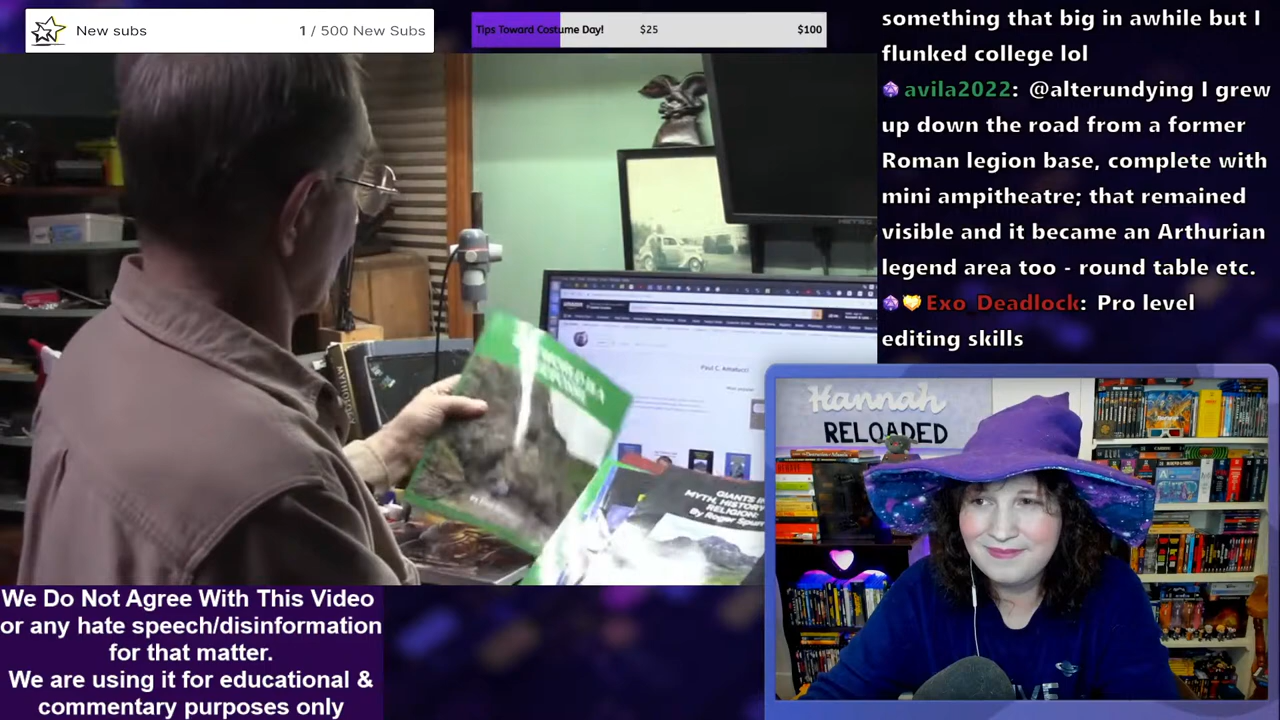 New subs
1 / 500 New Subs
Tips Toward Costume Day!
$25
$100
something that big in awhile but I
flunked college lol
avila2022: @alterundying I grew
up down the road from a former
Roman legion base, complete with
mini ampitheatre; that remained
visible and it became an Arthurian
legend area too - round table etc.
Exo_Deadlock: Pro level
editing skills
Paul C.
GIANTS IN
MYTH, HISTORY
RELIGION:
By Roger Spurr
Hannah
RELOADED
We Do Not Agree With This Video
or any hate speech/disinformation
for that matter.
We are using it for educational &
commentary purposes only